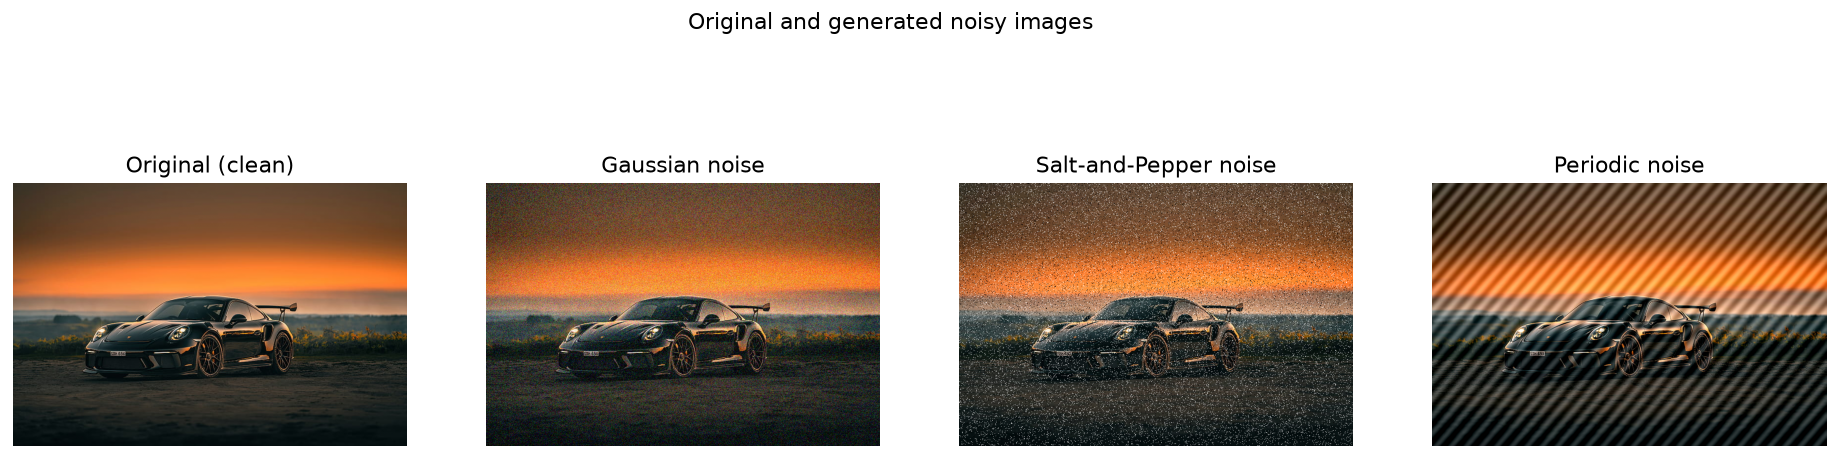 Original and generated noisy images
Original (clean)
Gaussian noise
Salt-and-Pepper noise
Periodic noise